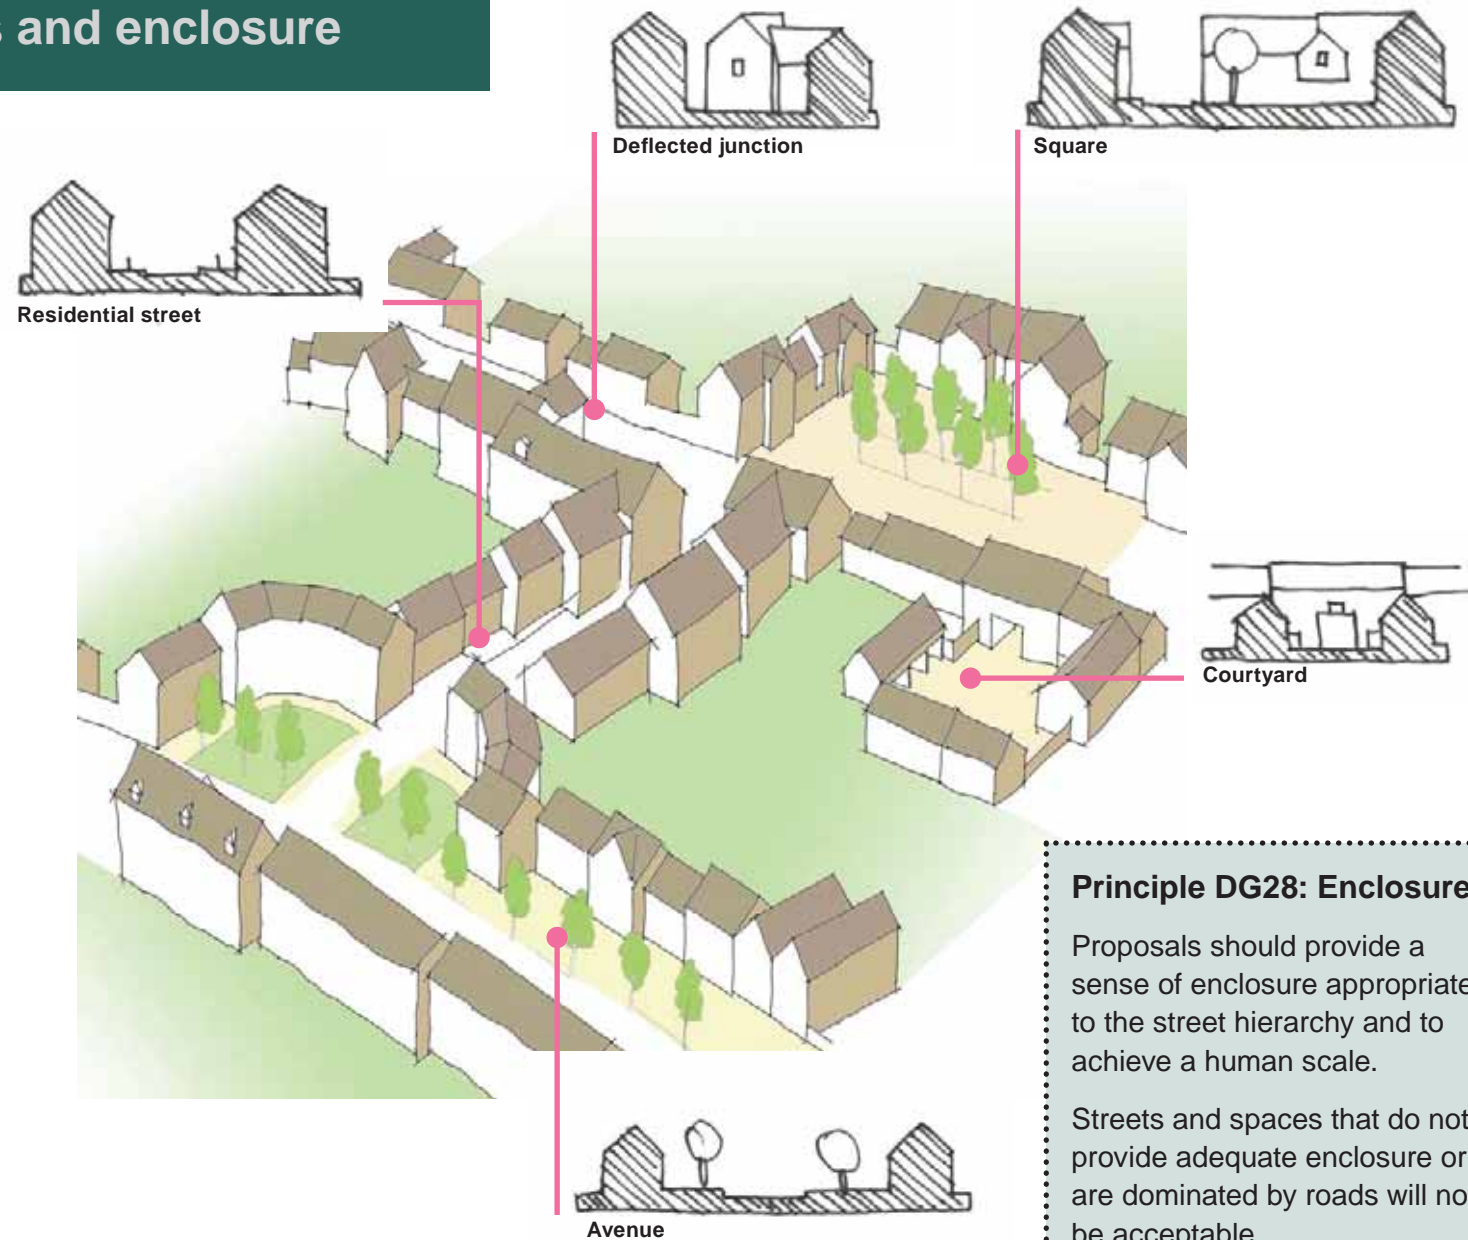 s and enclosure
Deflected junction
Square
Residential street
Courtyard
Principle DG28: Enclosure
Proposals should provide a
sense of enclosure appropriate
to the street hierarchy and to
achieve a human scale.
Streets and spaces that do not
provide adequate enclosure or
are dominated by roads will no
be acceptable
Avenue